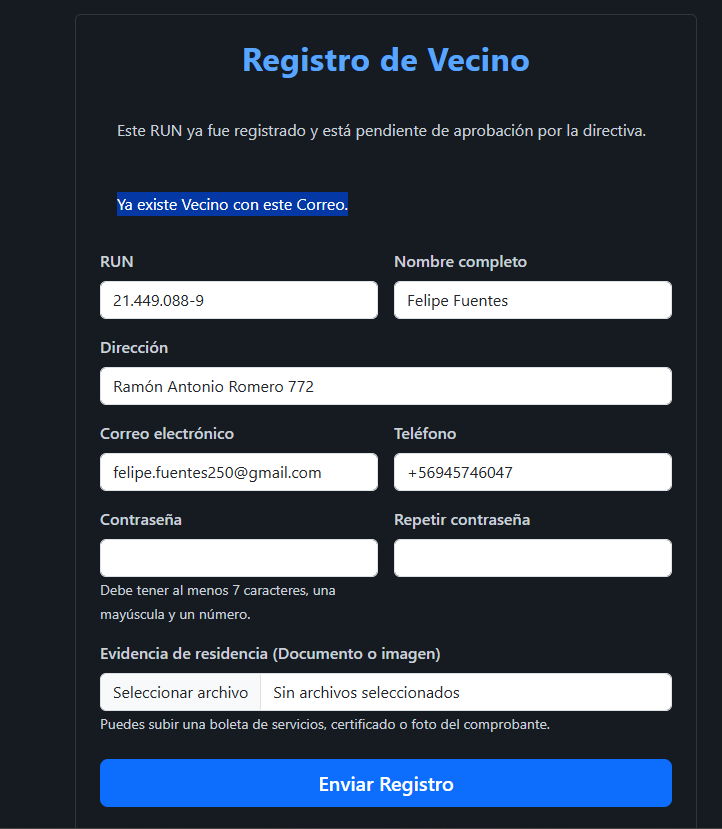 Registro de Vecino
Este RUN ya fue registrado y está pendiente de aprobación por la directiva.
Ya existe Vecino con este Correo.
RUN
21.449.088-9
Nombre completo
Felipe Fuentes
Dirección
Ramón Antonio Romero 772
Correo electrónico
felipe.fuentes250@gmail.com
Teléfono
+56945746047
Contraseña
Repetir contraseña
Debe tener al menos 7 caracteres, una
mayúscula y un número.
Evidencia de residencia (Documento o imagen)
Seleccionar archivo Sin archivos seleccionados
Puedes subir una boleta de servicios, certificado o foto del comprobante.
Enviar Registro